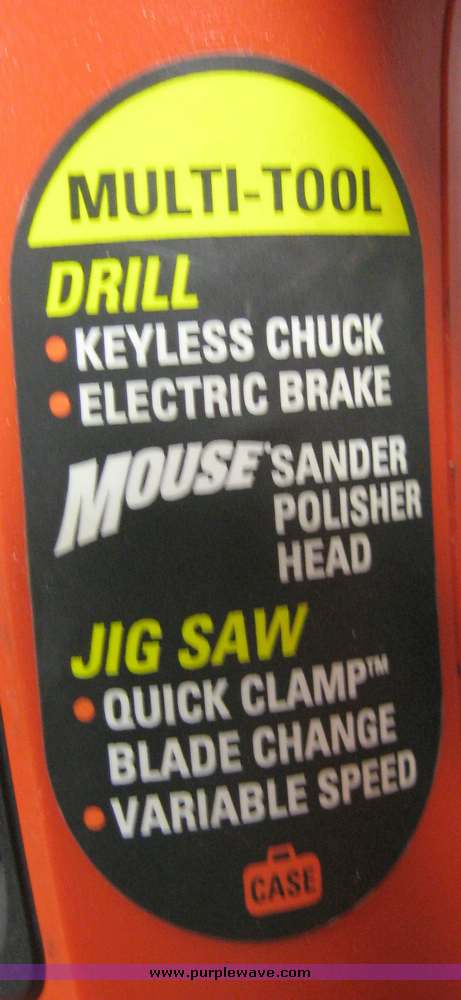 MULTI-TOOL
DRILL
• KEYLESS CHUCK
• ELECTRIC BRAKE
MOUSE SANDER
POLISHER
HEAD
JIG SAW
• QUICK CLAMP™
BLADE CHANGE
• VARIABLE SPEED
CASE
www.purplewave.com